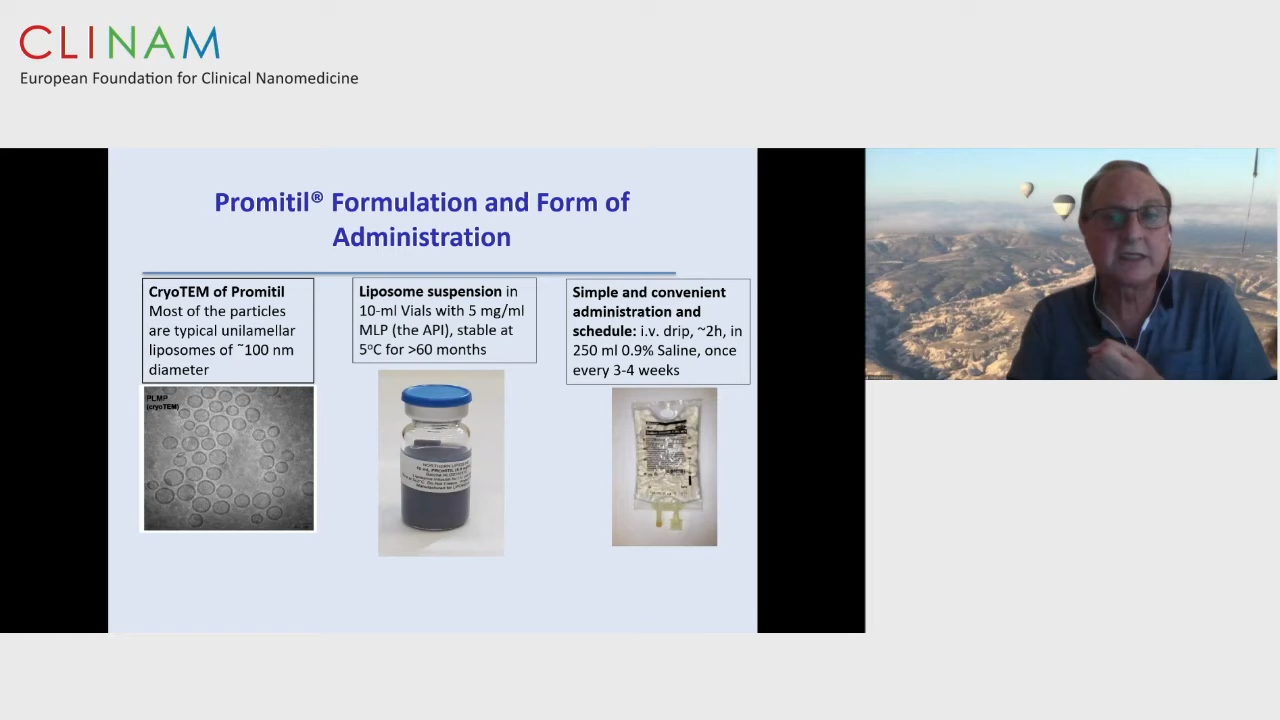 CLINAM
European Foundation for Clinical Nanomedicine
Promitil® Formulation and Form of
Administration
CryoTEM of Promitil
Most of the particles
are typical unilamellar
liposomes of ~100 nm
diameter
PLMP
(cryoTEM)
Liposome suspension in
10-ml Vials with 5 mg/ml
MLP (the API), stable at
5°C for >60 months
Simple and convenient
administration and
schedule: i.v. drip, ~2h, in
250 ml 0.9% Saline, once
every 3-4 weeks